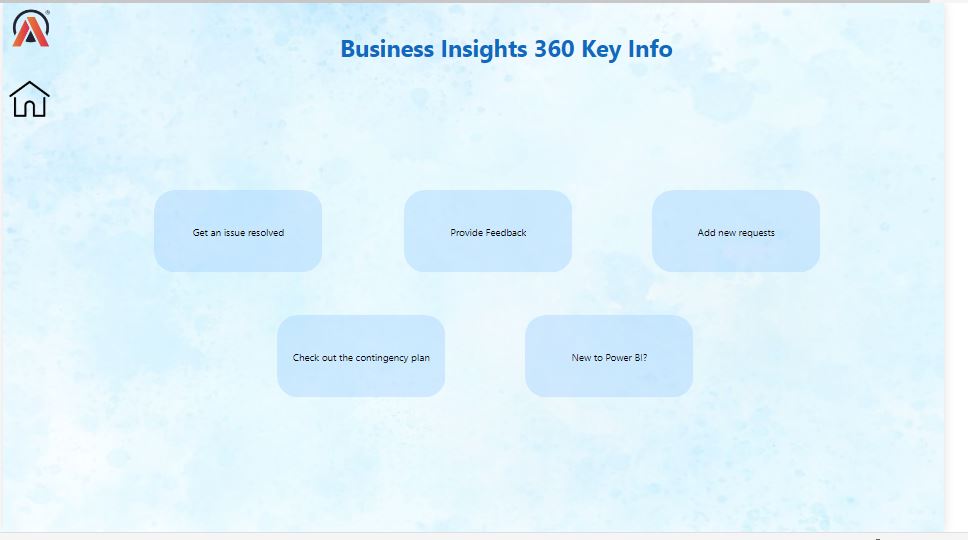 Business Insights 360 Key Info
Get an issue resolved
Provide Feedback
Add new requests
Check out the contingency plan
New to Power BI?